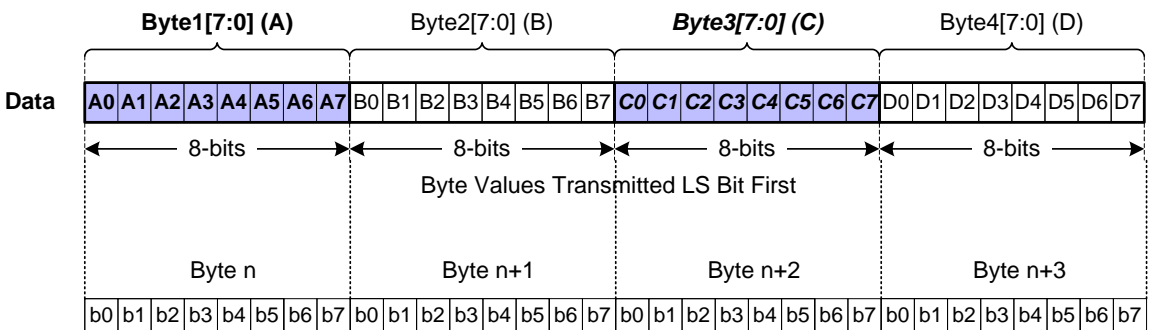 Byte1[7:0] (A) Byte2[7:0] (B) Byte3[7:0] (C) Byte4[7:0] (D)
Data A0 A1 A2 A3 A4 A5 A6 A7 B0 B1 B2 B3 B4 B5 B6 B7 C0 C1 C2 C3 C4 C5 C6 C7 D0 D1 D2 D3 D4 D5 D6 D7
8-bits 8-bits 8-bits 8-bits
Byte Values Transmitted LS Bit First
Byte n Byte n+1 Byte n+2 Byte n+3
b0 b1 b2 b3 b4 b5 b6 b7 b0 b1 b2 b3 b4 b5 b6 b7 b0 b1 b2 b3 b4 b5 b6 b7 b0 b1 b2 b3 b4 b5 b6 b7